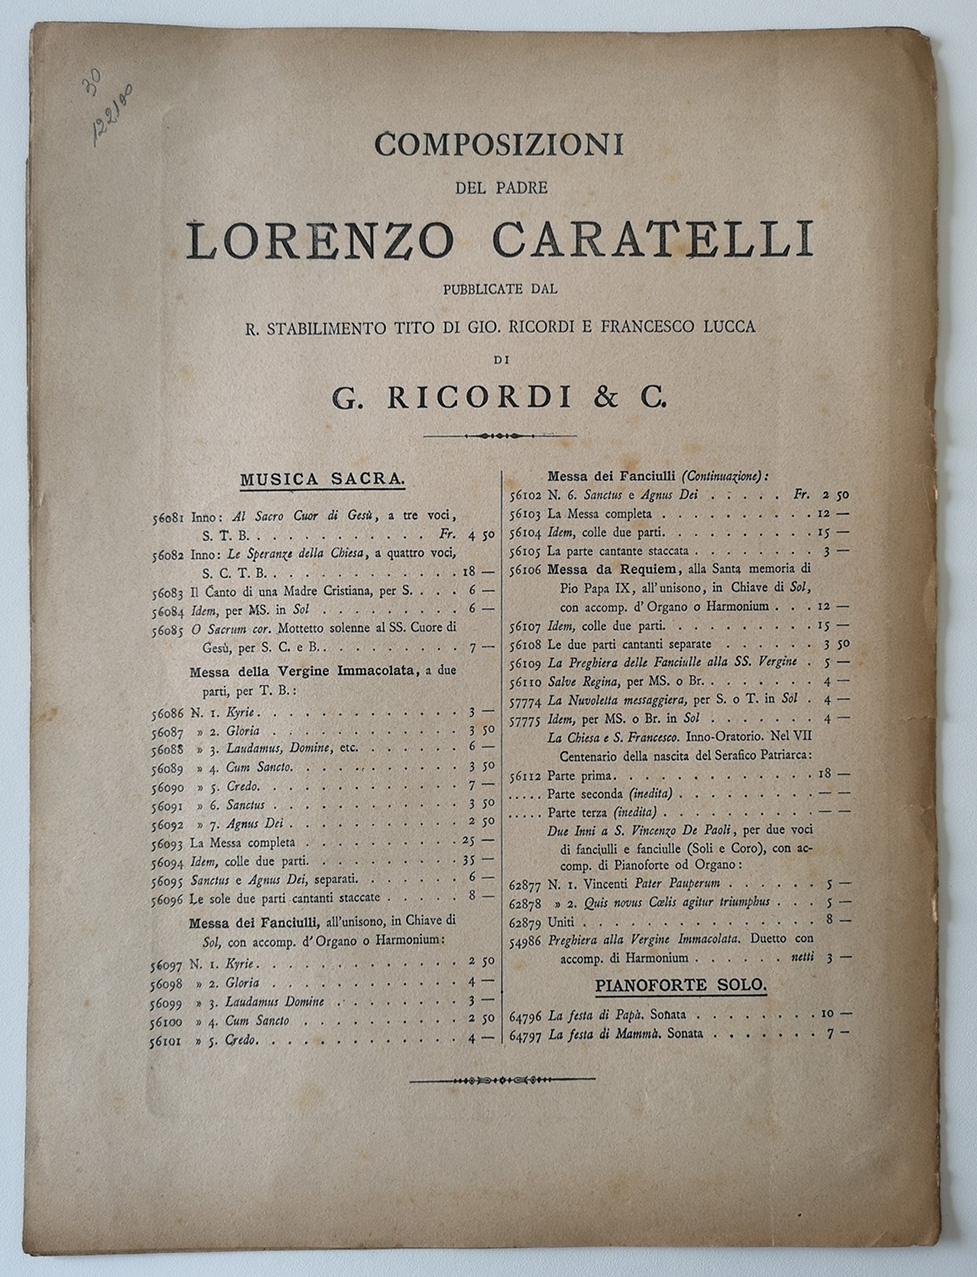 30
122100
COMPOSIZIONI
DEL PADRE
LORENZO CARATELLI
PUBBLICATE DAL
R. STABILIMENTO TITO DI GIO. RICORDI E FRANCESCO LUCCA
DI
G. RICORDI & C.
MUSICA SACRA.
56081 Inno: Al Sacro Cuor di Gesù, a tre voci,
S. T. B. . . . . . . . . . . Fr. 4 50
56082 Inno: Le Speranze della Chiesa, a quattro voci,
S. C. T. B. . . . . . . . . . . . 18 —
56083 Il Canto di una Madre Cristiana, per S. . . . 6 —
56084 Idem, per MS. in Sol . . . . . . . . 6 —
56085 O Sacrum cor. Mottetto solenne al SS. Cuore di
Gesù, per S. C. e B. . . . . . . . . 7 —
Messa della Vergine Immacolata, a due
parti, per T. B.:
56086 N. 1. Kyrie. . . . . . . . . . . . 3 —
56087 » 2. Gloria . . . . . . . . . . . 3 50
56088 » 3. Laudamus, Domine, etc. . . . . . . 6 —
56089 » 4. Cum Sancto. . . . . . . . . . 3 50
56090 » 5. Credo. . . . . . . . . . . . 7 —
56091 » 6. Sanctus . . . . . . . . . . . 3 50
56092 » 7. Agnus Dei . . . . . . . . . . 2 50
56093 La Messa completa . . . . . . . . . 25 —
56094 Idem, colle due parti. . . . . . . . . 35 —
56095 Sanctus e Agnus Dei, separati. . . . . . . 6 —
56096 Le sole due parti cantanti staccate . . . . . 8 —
Messa dei Fanciulli, all'unisono, in Chiave di
Sol, con accomp. d'Organo o Harmonium:
56097 N. 1. Kyrie. . . . . . . . . . . . 2 50
56098 » 2. Gloria . . . . . . . . . . . 4 —
56099 » 3. Laudamus Domine . . . . . . . . 3 —
56100 » 4. Cum Sancto . . . . . . . . . . 2 50
56101 » 5. Credo. . . . . . . . . . . . 4 —
Messa dei Fanciulli (Continuazione):
56102 N. 6. Sanctus e Agnus Dei . . . . . Fr. 2 50
56103 La Messa completa . . . . . . . . . 12 —
56104 Idem, colle due parti. . . . . . . . . 15 —
56105 La parte cantante staccata . . . . . . . 3 —
56106 Messa da Requiem, alla Santa memoria di
Pio Papa IX, all'unisono, in Chiave di Sol,
con accomp. d'Organo o Harmonium . . . 12 —
56107 Idem, colle due parti. . . . . . . . . 15 —
56108 Le due parti cantanti separate . . . . . . 3 50
56109 La Preghiera delle Fanciulle alla SS. Vergine . 5 —
56110 Salve Regina, per MS. o Br. . . . . . . . 4 —
57774 La Nuvoletta messaggiera, per S. o T. in Sol . 4 —
57775 Idem, per MS. o Br. in Sol . . . . . . . 4 —
La Chiesa e S. Francesco. Inno-Oratorio. Nel VII
Centenario della nascita del Serafico Patriarca:
56112 Parte prima. . . . . . . . . . . . 18 —
. . . . . Parte seconda (inedita) . . . . . . . . — —
. . . . . Parte terza (inedita) . . . . . . . . . — —
Due Inni a S. Vincenzo De Paoli, per due voci
di fanciulli e fanciulle (Soli e Coro), con ac-
comp. di Pianoforte od Organo:
62877 N. 1. Vincenti Pater Pauperum . . . . . . 5 —
62878 » 2. Quis novus Cœlis agitur triumphus . . . 5 —
62879 Uniti . . . . . . . . . . . . . 8 —
54986 Preghiera alla Vergine Immacolata. Duetto con
accomp. di Harmonium . . . . . . netti 3 —
PIANOFORTE SOLO.
64796 La festa di Papà. Sonata . . . . . . . . 10 —
64797 La festa di Mammà. Sonata . . . . . . . 7 —